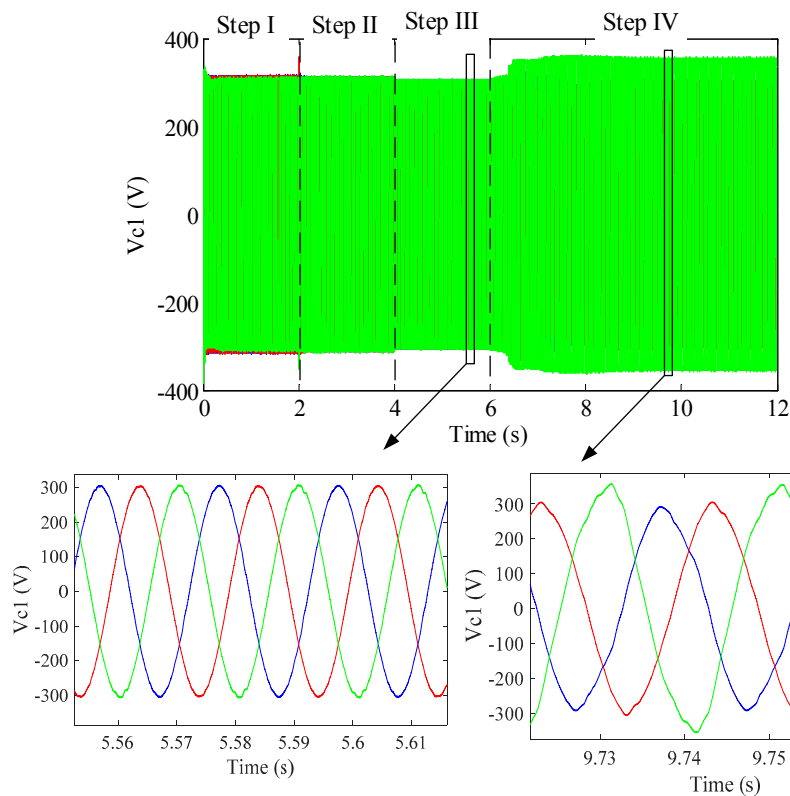 Step I Step II Step III Step IV
400
200
0
-200
-400
Vc1 (V)
0 2 4 6 8 10 12
Time (s)
300
200
100
0
-100
-200
-300
Vc1 (V)
5.56 5.57 5.58 5.59 5.6 5.61
Time (s)
300
200
100
0
-100
-200
-300
Vc1 (V)
9.73 9.74 9.75
Time (s)